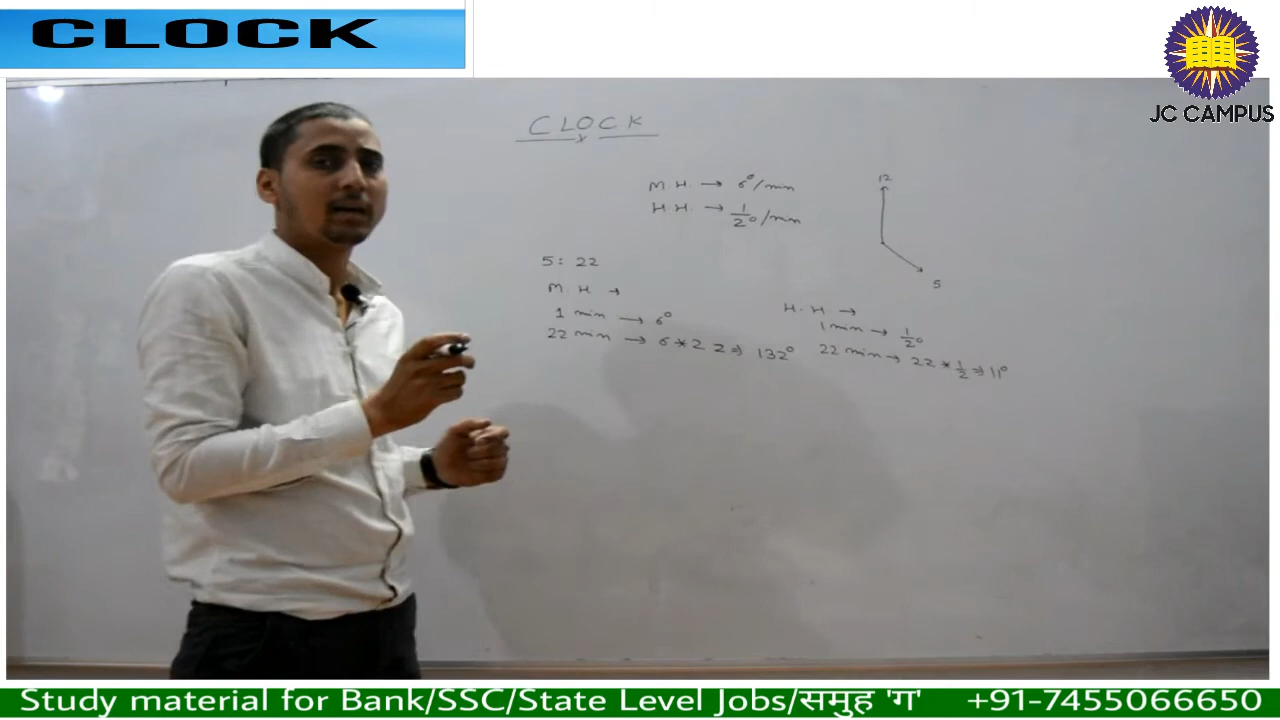 CLOCK
JC CAMPUS
CLOCK
M.H. → 6°/min
H.H. → 1/2°/min
12
5
5:22
M.H →
1 min → 6°
22 min → 6*22 ⇒ 132°
H.H →
1 min → 1/2°
22 min → 22*1/2 ⇒ 11°
Study material for Bank/SSC/State Level Jobs/समुह 'ग' +91-7455066650